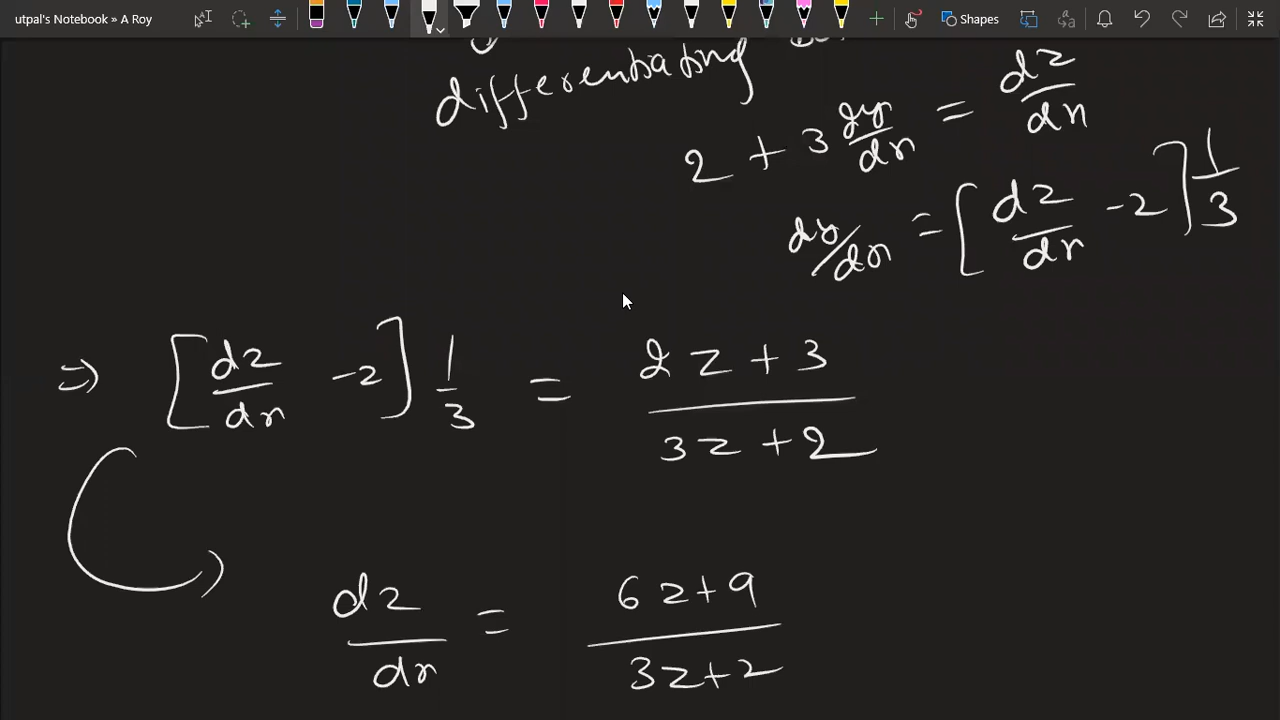 utpal's Notebook » A Roy
Shapes
differentiating
2 + 3 dy/dx = dz/dx
dy/dx = [dz/dx -2] 1/3
=> [dz/dx -2] 1/3 = 2z+3 / 3z+2
dz/dx = 6z+9 / 3z+2